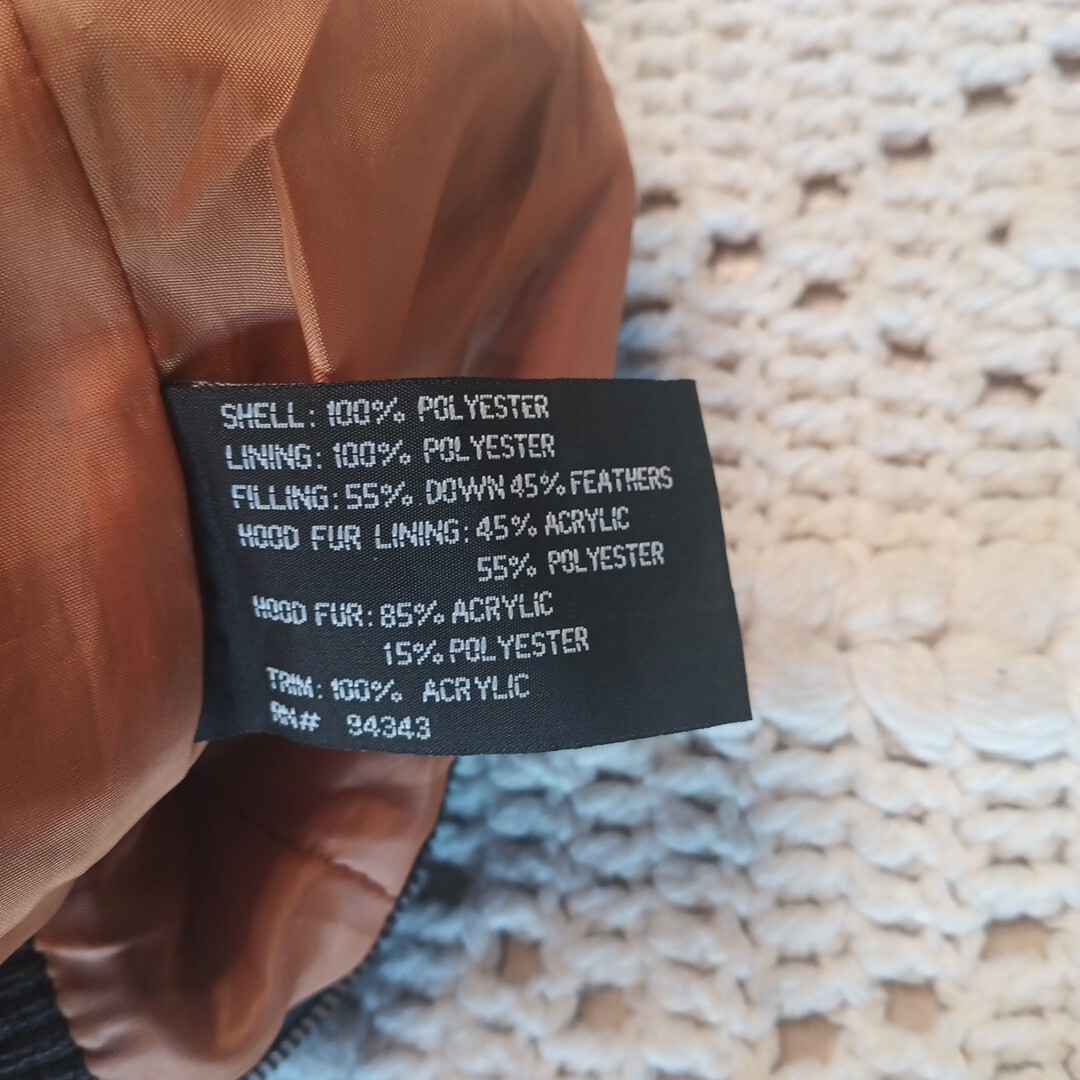 SHELL: 100% POLYESTER
LINING: 100% POLYESTER
FILLING: 55% DOWN 45% FEATHERS
HOOD FUR LINING: 45% ACRYLIC
55% POLYESTER
HOOD FUR: 85% ACRYLIC
15% POLYESTER
TRIM: 100% ACRYLIC
RN# 94343